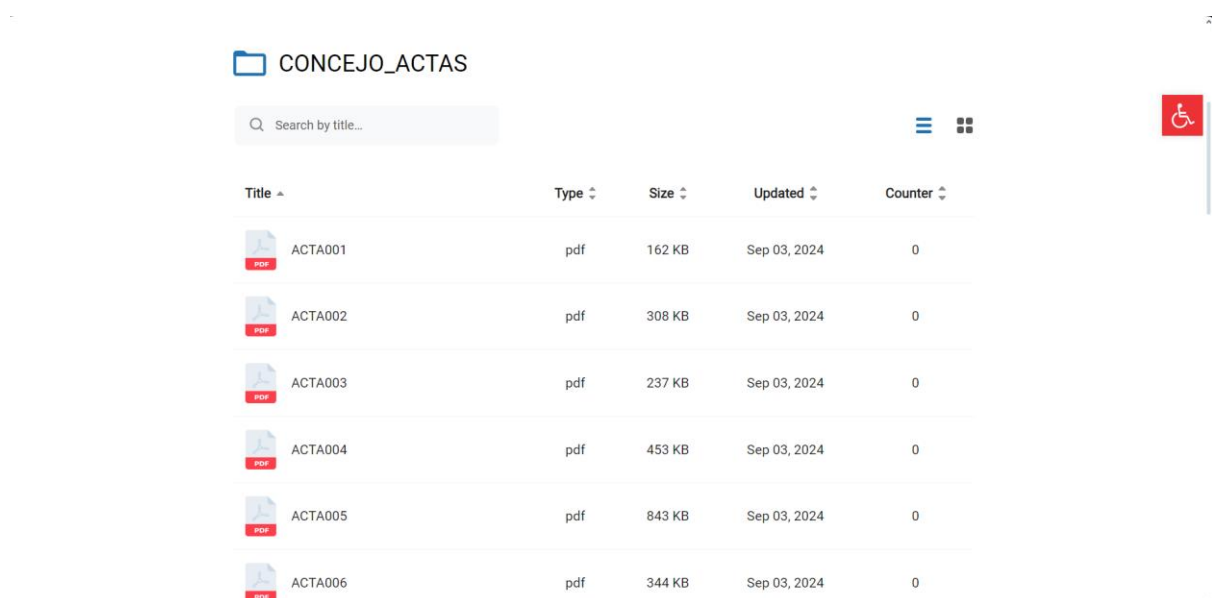 CONCEJO_ACTAS
Search by title...
Title Type Size Updated Counter
PDF ACTA001 pdf 162 KB Sep 03, 2024 0
PDF ACTA002 pdf 308 KB Sep 03, 2024 0
PDF ACTA003 pdf 237 KB Sep 03, 2024 0
PDF ACTA004 pdf 453 KB Sep 03, 2024 0
PDF ACTA005 pdf 843 KB Sep 03, 2024 0
PDF ACTA006 pdf 344 KB Sep 03, 2024 0